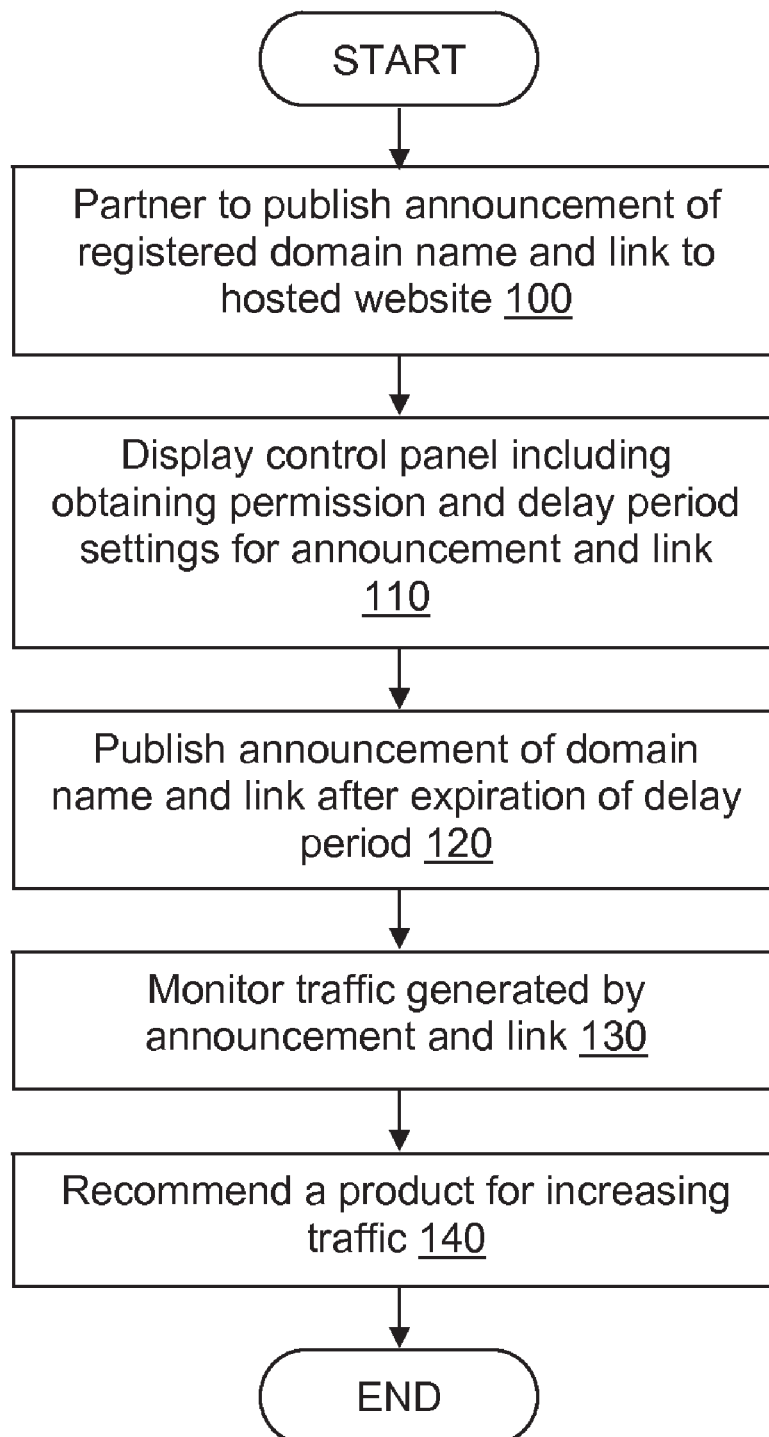 START
Partner to publish announcement of
registered domain name and link to
hosted website 100
Display control panel including
obtaining permission and delay period
settings for announcement and link
110
Publish announcement of domain
name and link after expiration of delay
period 120
Monitor traffic generated by
announcement and link 130
Recommend a product for increasing
traffic 140
END